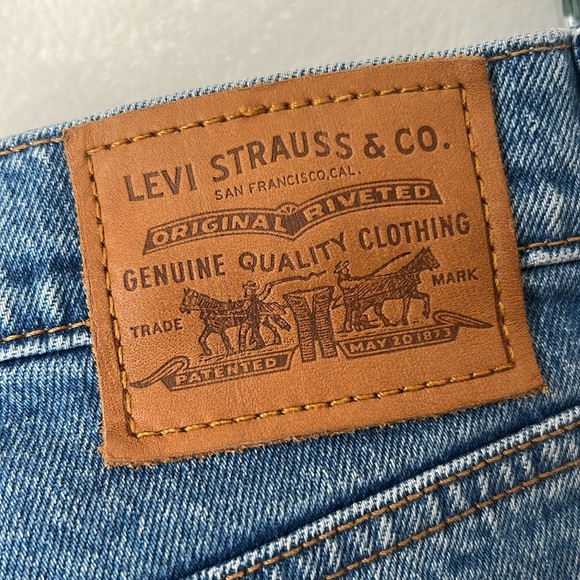 LEVI STRAUSS & CO.
SAN FRANCISCO, CAL.
ORIGINAL RIVETED
GENUINE QUALITY CLOTHING
TRADE MARK
PATENTED MAY 20 1873